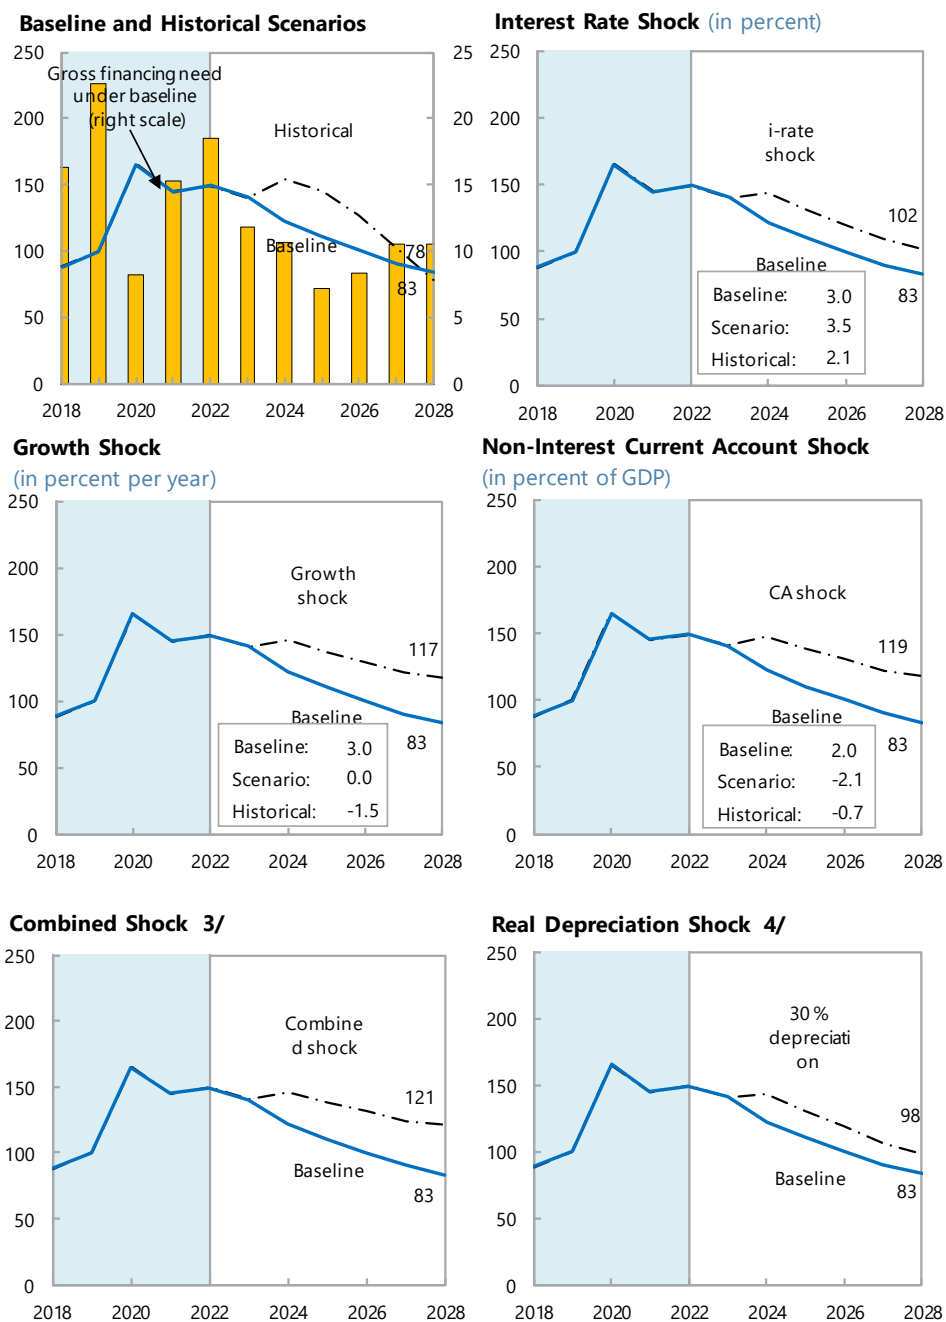 Baseline and Historical Scenarios
250
200
150
100
50
0
25
20
15
10
5
0
Gross financing need
under baseline
(right scale)
Historical
Baseline
78
83
2018 2020 2022 2024 2026 2028
Interest Rate Shock (in percent)
250
200
150
100
50
0
i-rate
shock
102
Baseline
83
Baseline: 3.0
Scenario: 3.5
Historical: 2.1
2018 2020 2022 2024 2026 2028
Growth Shock
(in percent per year)
250
200
150
100
50
0
Growth
shock
117
Baseline
83
Baseline: 3.0
Scenario: 0.0
Historical: -1.5
2018 2020 2022 2024 2026 2028
Non-Interest Current Account Shock
(in percent of GDP)
250
200
150
100
50
0
CA shock
119
Baseline
83
Baseline: 2.0
Scenario: -2.1
Historical: -0.7
2018 2020 2022 2024 2026 2028
Combined Shock 3/
250
200
150
100
50
0
Combine
d shock
121
Baseline
83
2018 2020 2022 2024 2026 2028
Real Depreciation Shock 4/
250
200
150
100
50
0
30 %
depreciati
on
98
Baseline
83
2018 2020 2022 2024 2026 2028